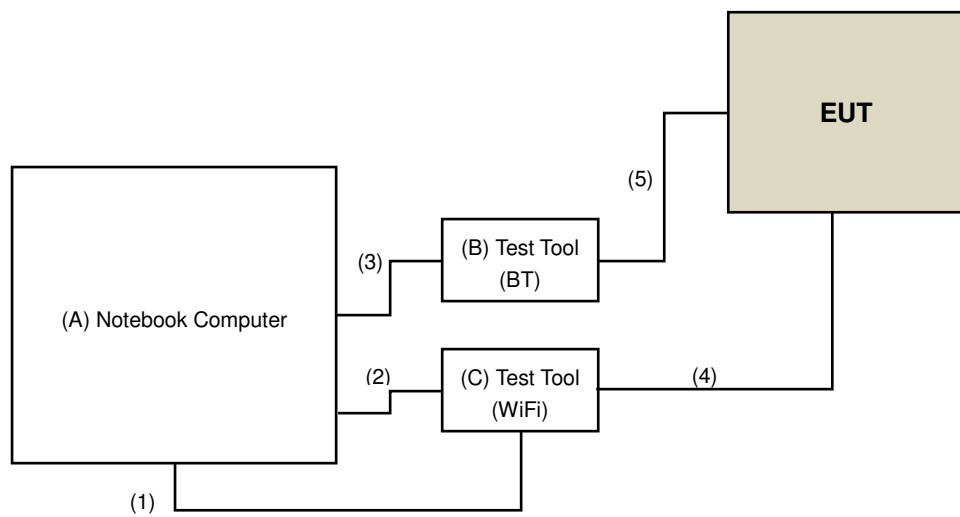 EUT
(5)
(B) Test Tool
(BT)
(3)
(A) Notebook Computer
(2)
(C) Test Tool
(WiFi)
(4)
(1)